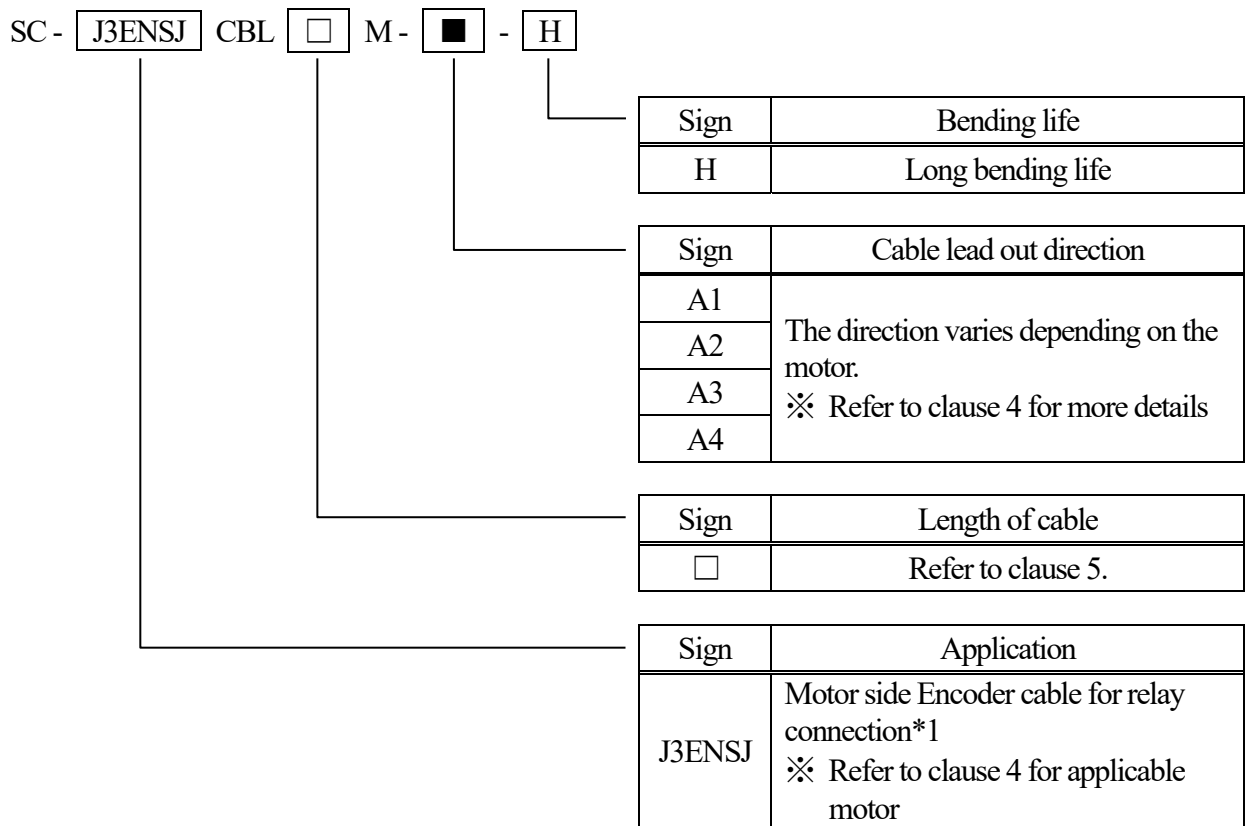 SC - J3ENSJ CBL □ M - ■ - H
Sign Bending life
H Long bending life
Sign Cable lead out direction
A1
A2
A3
A4
The direction varies depending on the
motor.
※ Refer to clause 4 for more details
Sign Length of cable
□ Refer to clause 5.
Sign Application
J3ENSJ
Motor side Encoder cable for relay
connection*1
※ Refer to clause 4 for applicable
motor